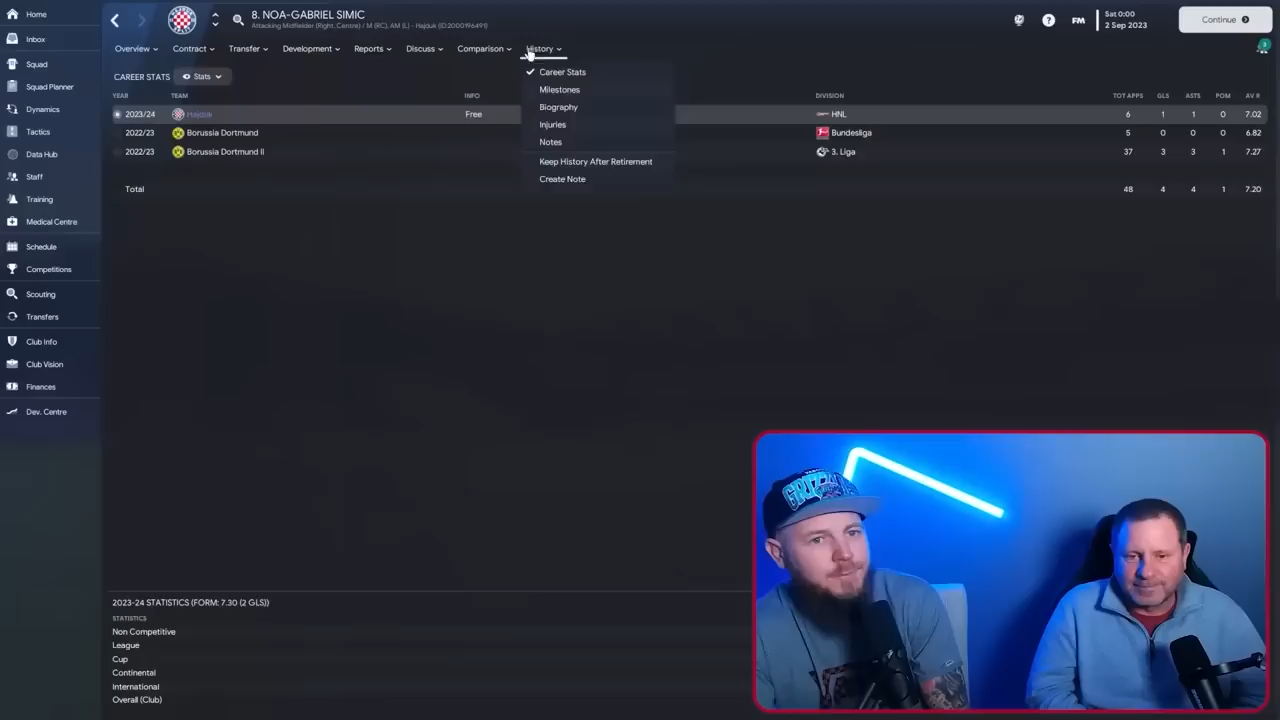 Home
Inbox
Squad
Squad Planner
Dynamics
Tactics
Data Hub
Staff
Training
Medical Centre
Schedule
Competitions
Scouting
Transfers
Club Info
Club Vision
Finances
Dev. Centre
8. NOA-GABRIEL SIMIC
Attacking Midfielder (Right, Centre) / M (RC), AM (L) - Hajduk (ID:2000196491)
FM
Sat 0:00
2 Sep 2023
Continue
3
Overview Contract Transfer Development Reports Discuss Comparison History
CAREER STATS Stats
Career Stats
Milestones
Biography
Injuries
Notes
Keep History After Retirement
Create Note
YEAR TEAM INFO DIVISION TOT APPS GLS ASTS POM AV R
2023/24 Hajduk Free HNL 6 1 1 0 7.02
2022/23 Borussia Dortmund Bundesliga 5 0 0 0 6.82
2022/23 Borussia Dortmund II 3. Liga 37 3 3 1 7.27
Total 48 4 4 1 7.20
2023-24 STATISTICS (FORM: 7.30 (2 GLS))
STATISTICS
Non Competitive
League
Cup
Continental
International
Overall (Club)
GRIZZ